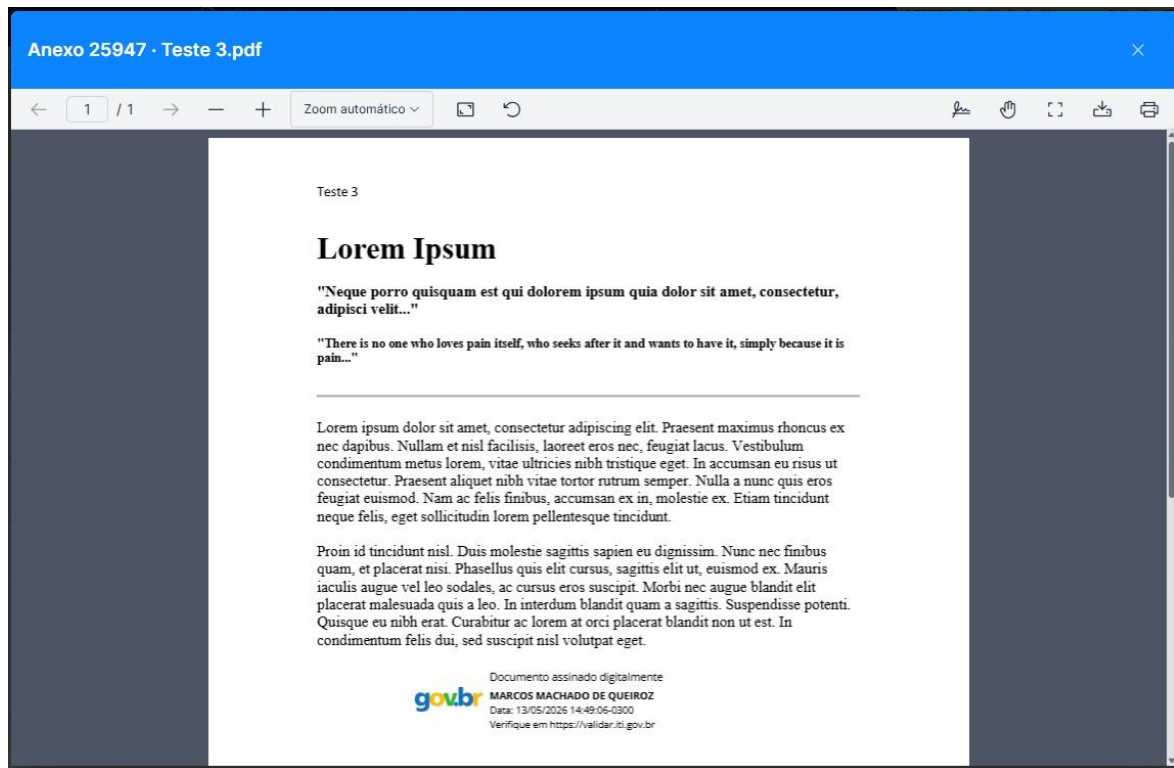 Anexo 25947 · Teste 3.pdf
1 / 1
Zoom automático
Teste 3
Lorem Ipsum
"Neque porro quisquam est qui dolorem ipsum quia dolor sit amet, consectetur,
adipisci velit..."
"There is no one who loves pain itself, who seeks after it and wants to have it, simply because it is
pain..."
Lorem ipsum dolor sit amet, consectetur adipiscing elit. Praesent maximus rhoncus ex
nec dapibus. Nullam et nisl facilisis, laoreet eros nec, feugiat lacus. Vestibulum
condimentum metus lorem, vitae ultricies nibh tristique eget. In accumsan eu risus ut
consectetur. Praesent aliquet nibh vitae tortor rutrum semper. Nulla a nunc quis eros
feugiat euismod. Nam ac felis finibus, accumsan ex in, molestie ex. Etiam tincidunt
neque felis, eget sollicitudin lorem pellentesque tincidunt.
Proin id tincidunt nisl. Duis molestie sagittis sapien eu dignissim. Nunc nec finibus
quam, et placerat nisi. Phasellus quis elit cursus, sagittis elit ut, euismod ex. Mauris
iaculis augue vel leo sodales, ac cursus eros suscipit. Morbi nec augue blandit elit
placerat malesuada quis a leo. In interdum blandit quam a sagittis. Suspendisse potenti.
Quisque eu nibh erat. Curabitur ac lorem at orci placerat blandit non ut est. In
condimentum felis dui, sed suscipit nisl volutpat eget.
gov.br
Documento assinado digitalmente
MARCOS MACHADO DE QUEIROZ
Data: 13/05/2026 14:49:06-0300
Verifique em https://validar.iti.gov.br